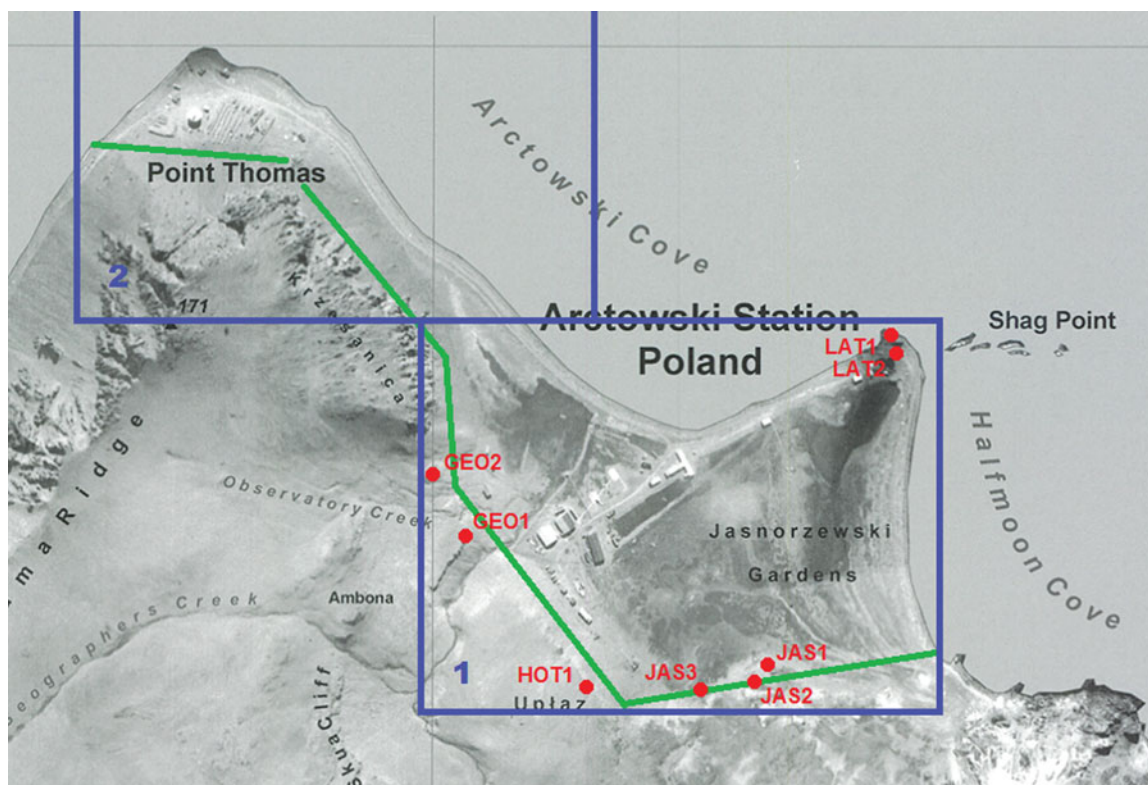 Arctowski Cove
Point Thomas
2
171
Krzesanica
Arctowski Station
Poland
Shag Point
LAT1
LAT2
Halfmoon Cove
GEO2
Observatory Creek
GEO1
Jasnorzewski
Gardens
ma Ridge
Geographers Creek
Ambona
1
HOT1
Upłaz
JAS3
JAS1
JAS2
Skua Cliff